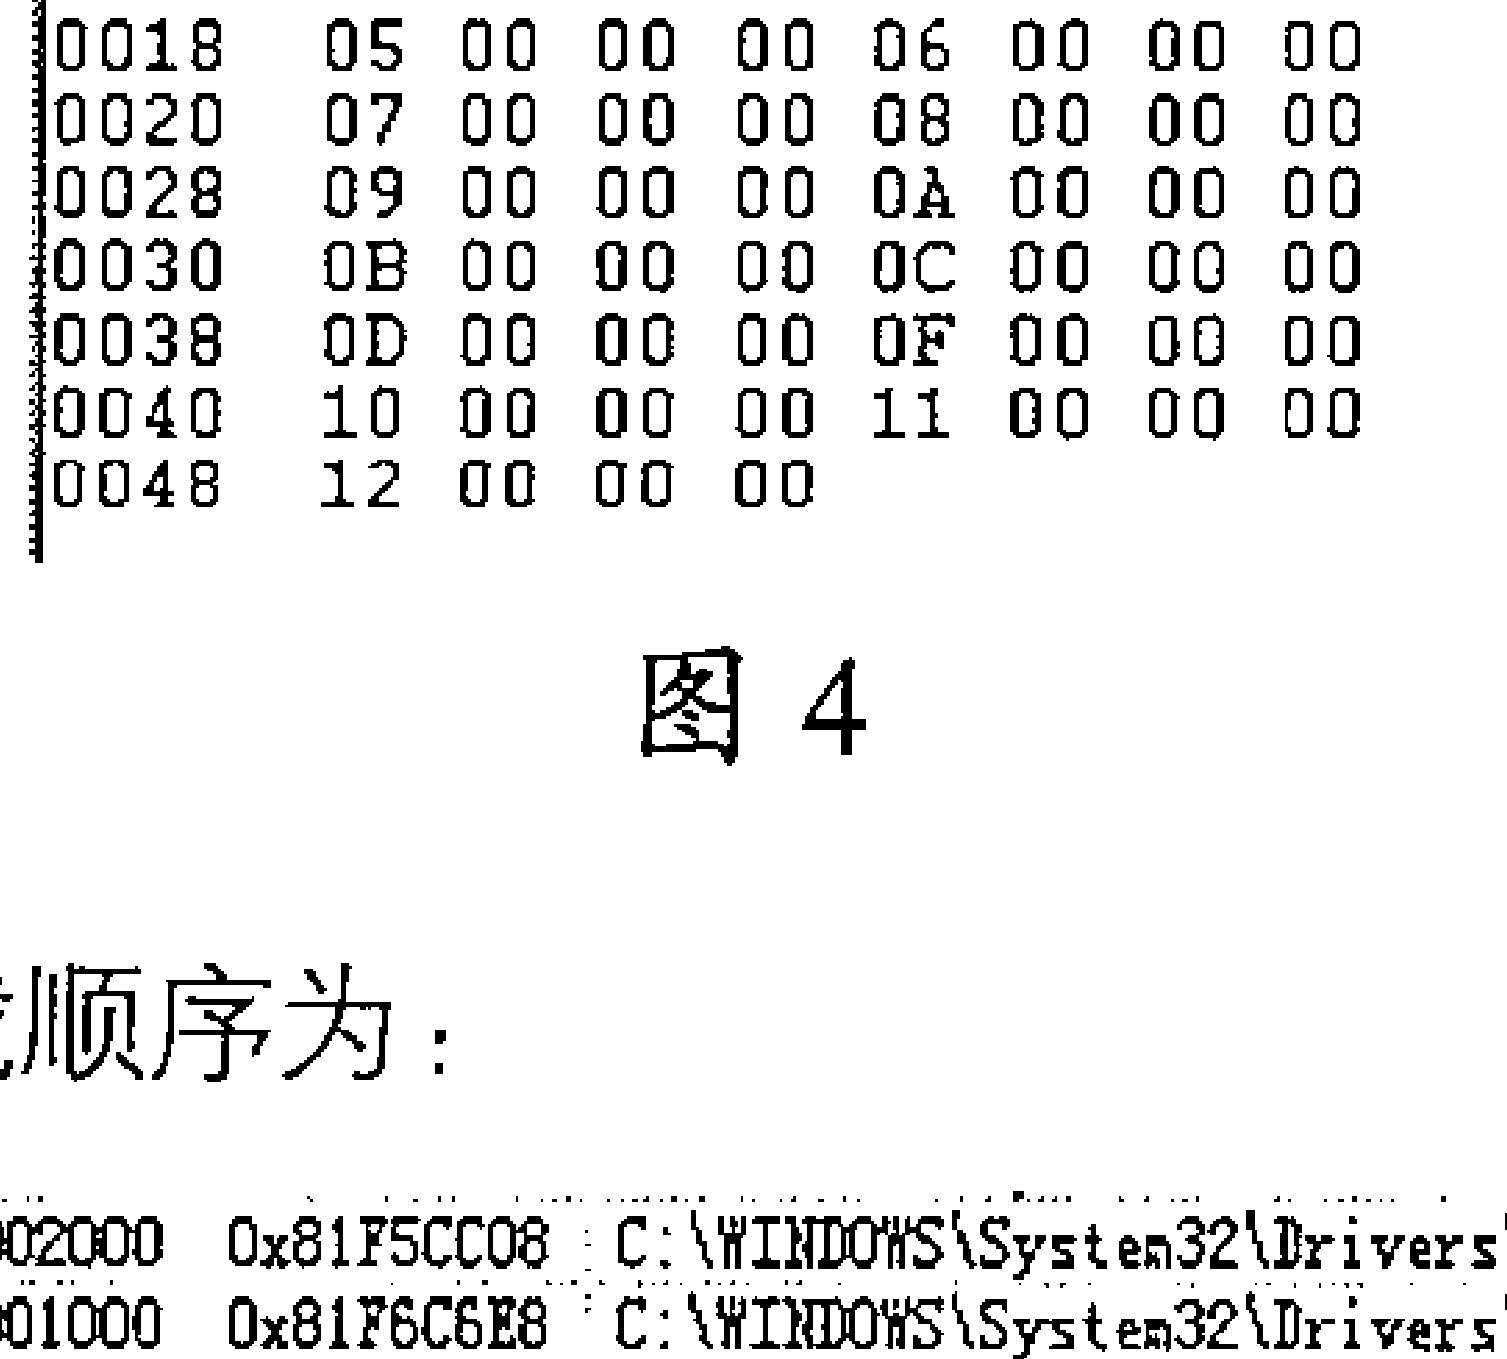 0018 05 00 00 00 06 00 00 00
0020 07 00 00 00 08 00 00 00
0028 09 00 00 00 0A 00 00 00
0030 0B 00 00 00 0C 00 00 00
0038 0D 00 00 00 0F 00 00 00
0040 10 00 00 00 11 00 00 00
0048 12 00 00 00
图 4
顺序为：
02000 0x81F5CC08 C:\WINDOWS\System32\Drivers
01000 0x81F6C6E8 C:\WINDOWS\System32\Drivers